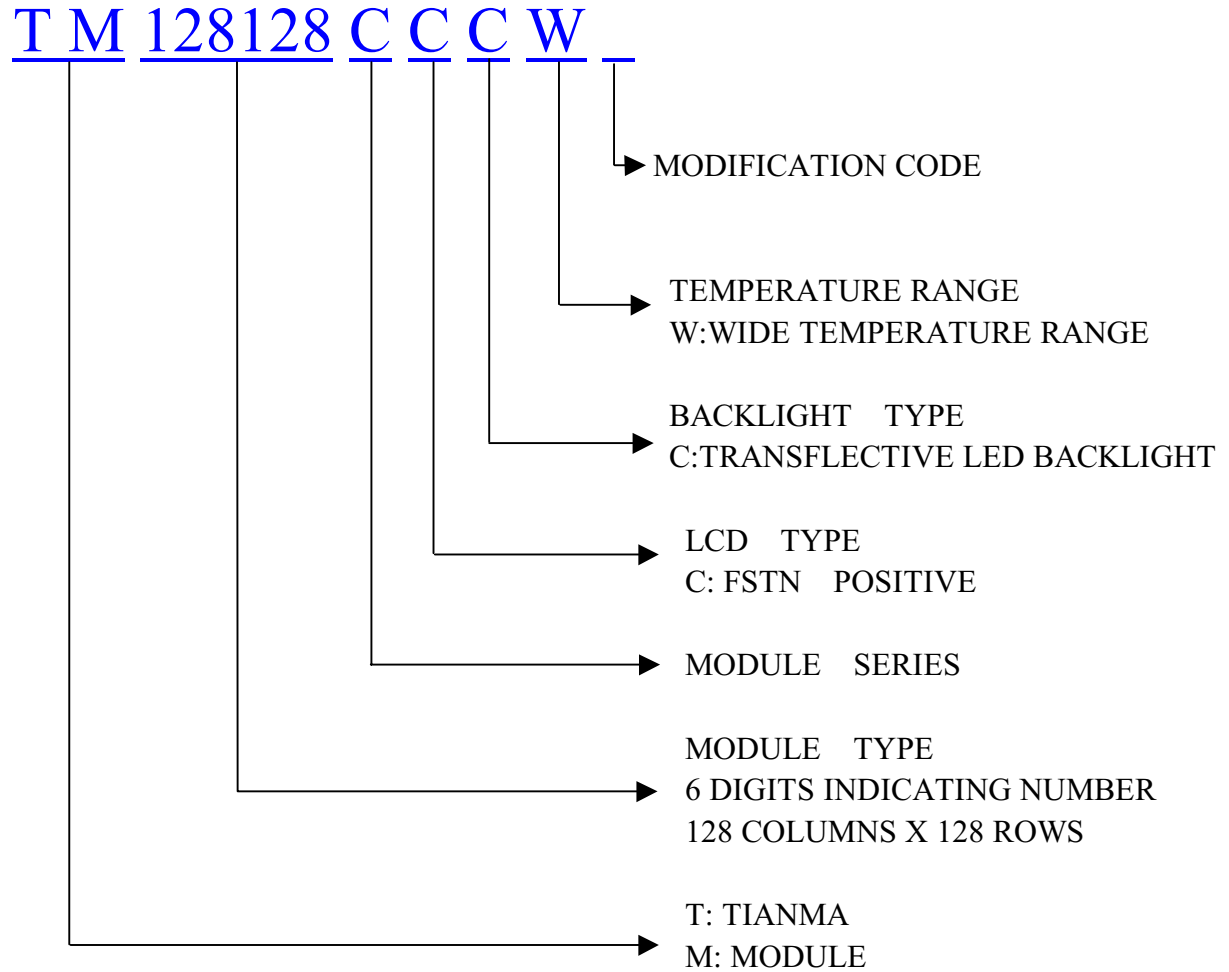 T M 128128 C C C W
MODIFICATION CODE
TEMPERATURE RANGE
W:WIDE TEMPERATURE RANGE
BACKLIGHT TYPE
C:TRANSFLECTIVE LED BACKLIGHT
LCD TYPE
C: FSTN POSITIVE
MODULE SERIES
MODULE TYPE
6 DIGITS INDICATING NUMBER
128 COLUMNS X 128 ROWS
T: TIANMA
M: MODULE